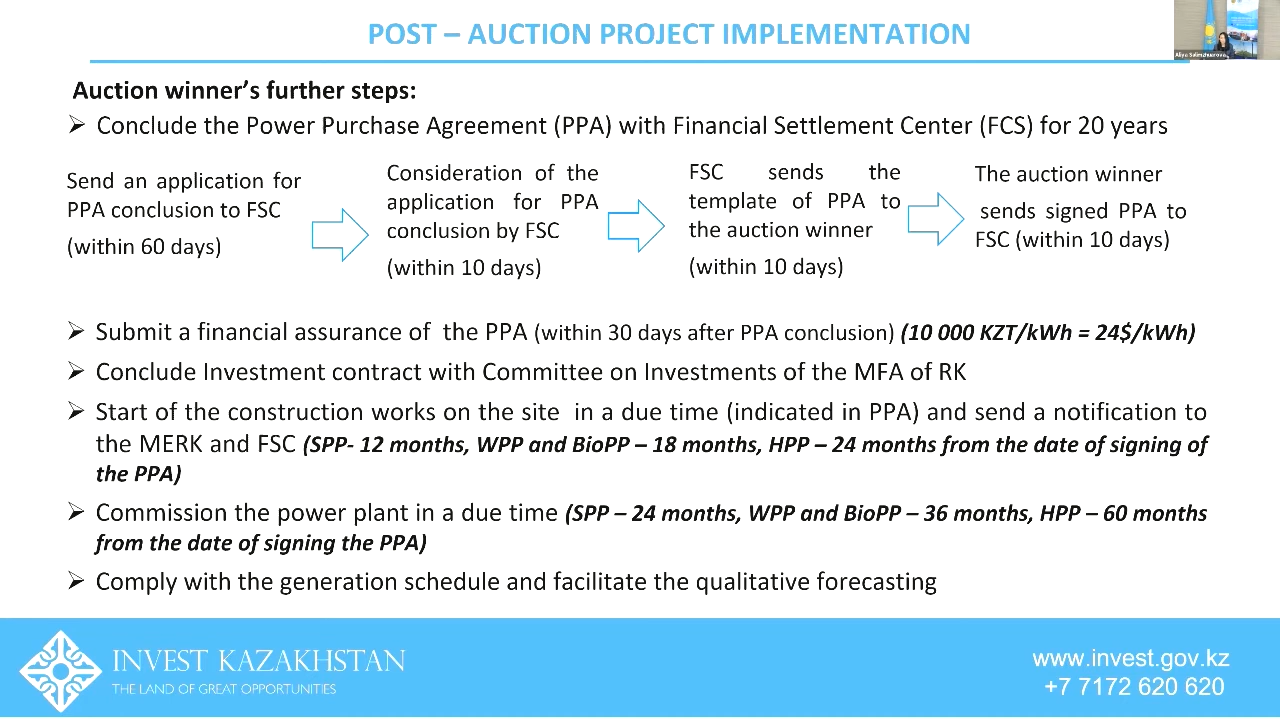 POST – AUCTION PROJECT IMPLEMENTATION
Aliya Salimzhuarova
Auction winner's further steps:
➢ Conclude the Power Purchase Agreement (PPA) with Financial Settlement Center (FCS) for 20 years
Send an application for
PPA conclusion to FSC
(within 60 days)
Consideration of the
application for PPA
conclusion by FSC
(within 10 days)
FSC sends the
template of PPA to
the auction winner
(within 10 days)
The auction winner
sends signed PPA to
FSC (within 10 days)
➢ Submit a financial assurance of the PPA (within 30 days after PPA conclusion) (10 000 KZT/kWh = 24$/kWh)
➢ Conclude Investment contract with Committee on Investments of the MFA of RK
➢ Start of the construction works on the site in a due time (indicated in PPA) and send a notification to
the MERK and FSC (SPP- 12 months, WPP and BioPP – 18 months, HPP – 24 months from the date of signing of
the PPA)
➢ Commission the power plant in a due time (SPP – 24 months, WPP and BioPP – 36 months, HPP – 60 months
from the date of signing the PPA)
➢ Comply with the generation schedule and facilitate the qualitative forecasting
INVEST KAZAKHSTAN
THE LAND OF GREAT OPPORTUNITIES
www.invest.gov.kz
+7 7172 620 620